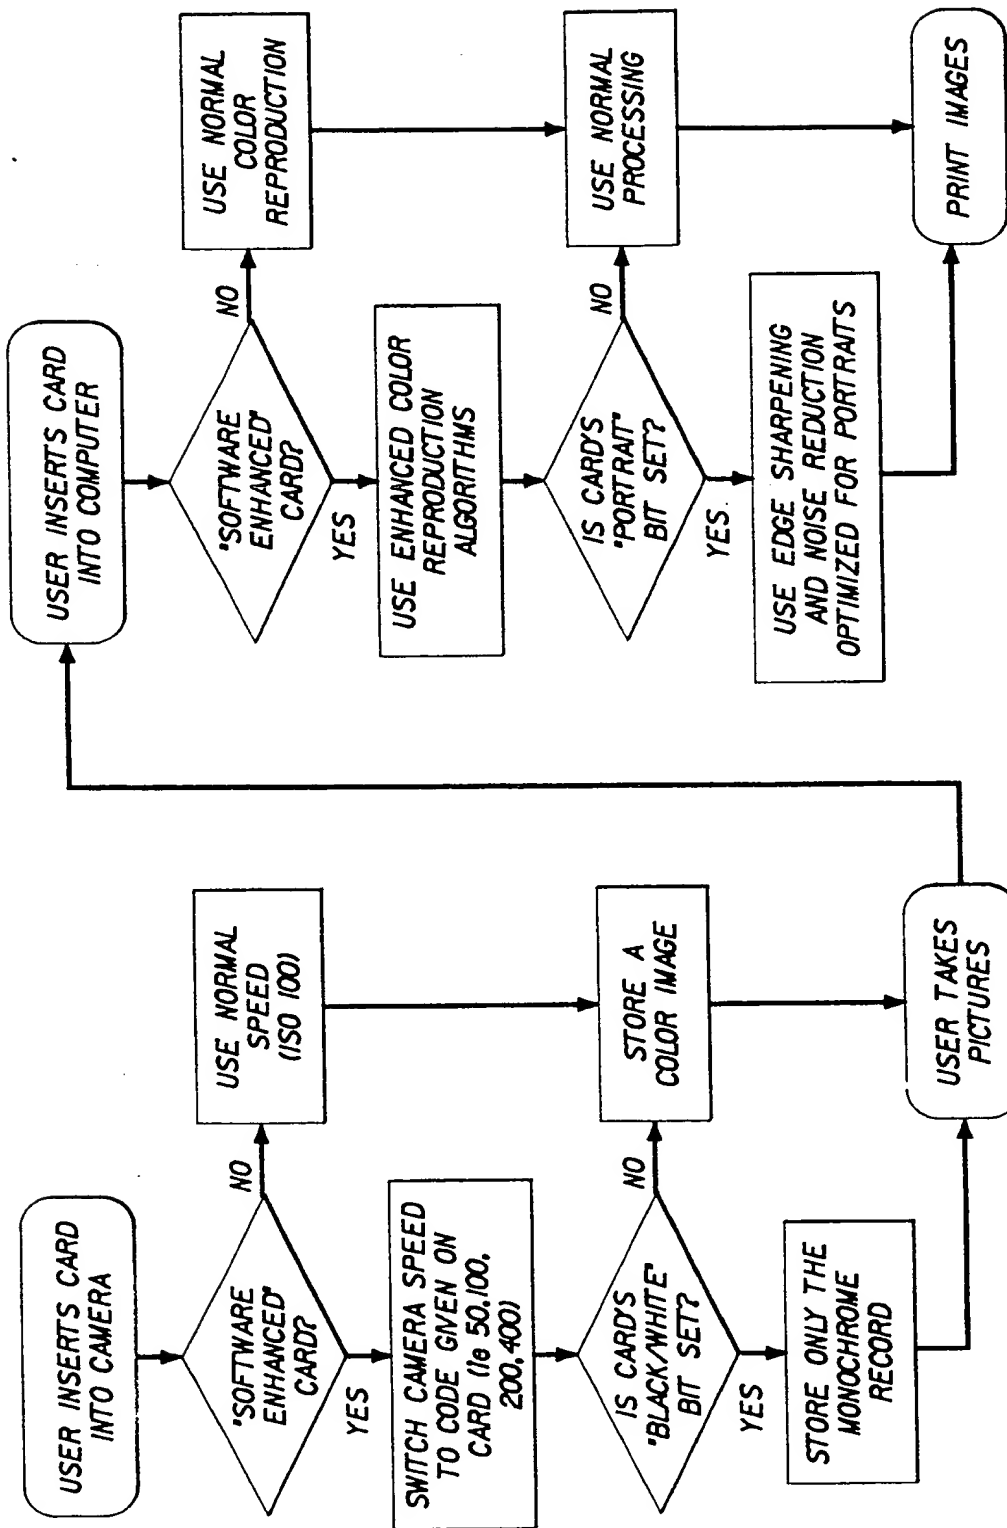 USER INSERTS CARD
INTO CAMERA
"SOFTWARE
ENHANCED"
CARD?
NO
USE NORMAL
SPEED
(ISO 100)
YES
SWITCH CAMERA SPEED
TO CODE GIVEN ON
CARD (Ie 50,100,
200,400)
IS CARD'S
"BLACK/WHITE"
BIT SET?
NO
STORE A
COLOR IMAGE
YES
STORE ONLY THE
MONOCHROME
RECORD
USER TAKES
PICTURES
USER INSERTS CARD
INTO COMPUTER
"SOFTWARE
ENHANCED"
CARD?
NO
USE NORMAL
COLOR
REPRODUCTION
YES
USE ENHANCED COLOR
REPRODUCTION
ALGORITHMS
IS CARD'S
"PORTRAIT"
BIT SET?
NO
USE NORMAL
PROCESSING
YES.
USE EDGE SHARPENING
AND NOISE REDUCTION
OPTIMIZED FOR PORTRAITS
PRINT IMAGES